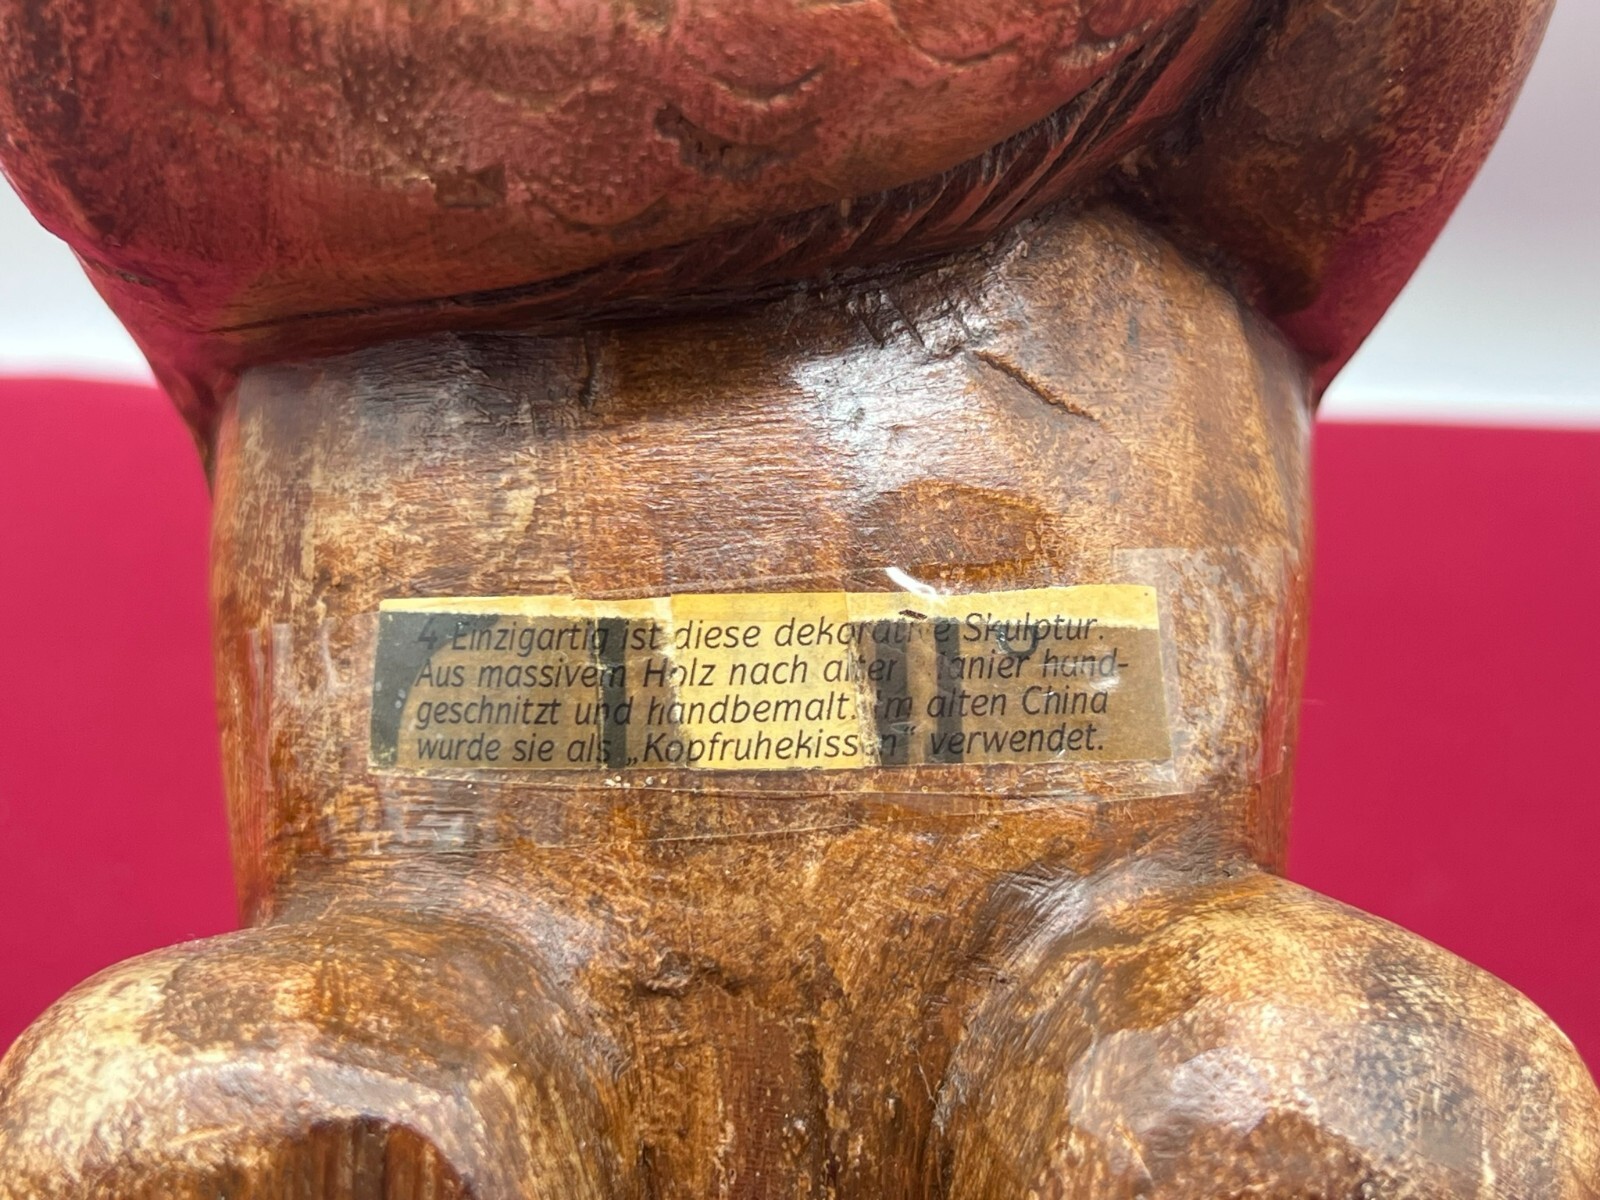 4 Einzigartig ist diese dekorative Skulptur.
Aus massivem Holz nach alter Manier hand-
geschnitzt und handbemalt. Im alten China
wurde sie als „Kopfruhekissen“ verwendet.